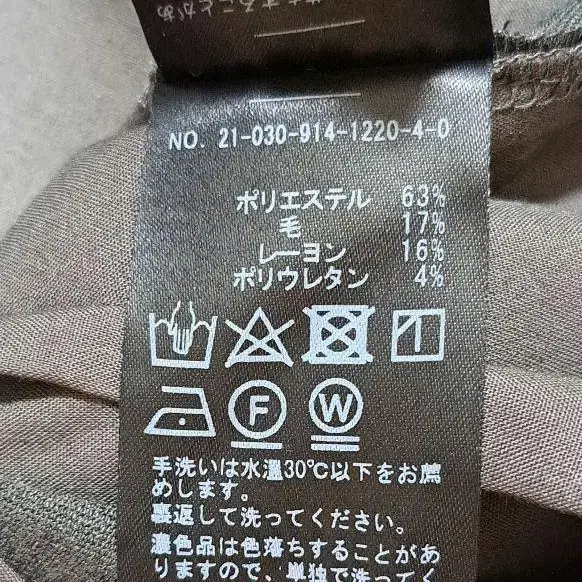 NO. 21-030-914-1220-4-0
ポリエステル 63%
毛 17%
レーヨン 16%
ポリウレタン 4%
F W
手洗いは水温30℃以下をお薦
めします。
裏返して洗ってください。
濃色品は色落ちすることがあ
りますので、単独で洗ってく